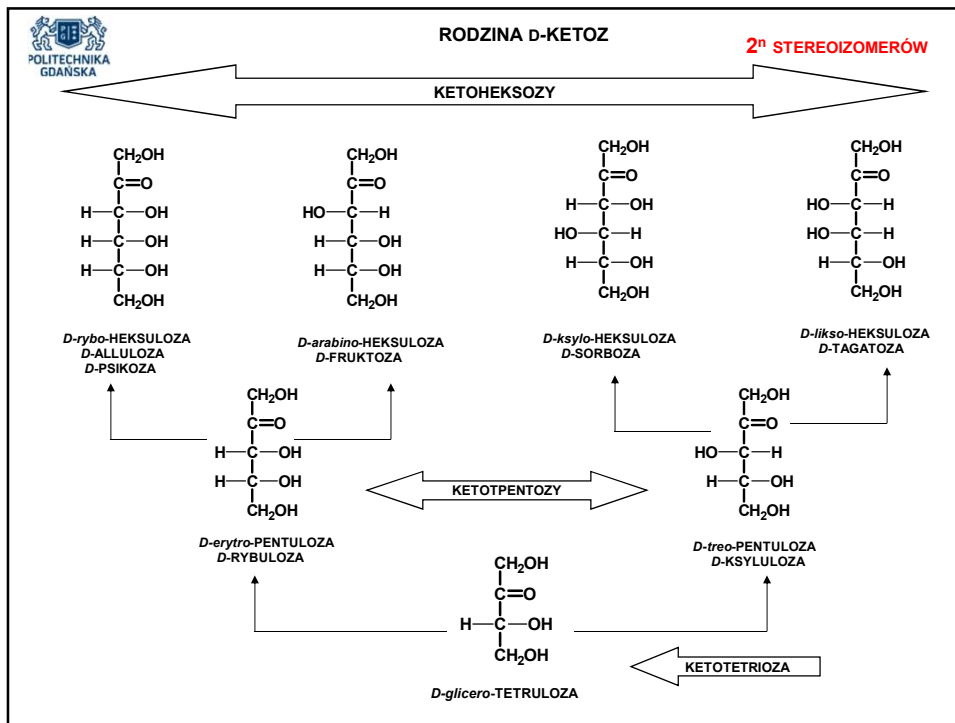 POLITECHNIKA
GDAŃSKA
RODZINA D-KETOZ
2ⁿ STEREOIZOMERÓW
KETOHEKSOZY
CH₂OH
C=O
H—C—OH
H—C—OH
H—C—OH
CH₂OH
D-rybo-HEKSULOZA
D-ALLULOZA
D-PSIKOZA
CH₂OH
C=O
HO—C—H
H—C—OH
H—C—OH
CH₂OH
D-arabino-HEKSULOZA
D-FRUKTOZA
CH₂OH
C=O
H—C—OH
HO—C—H
H—C—OH
CH₂OH
D-ksylo-HEKSULOZA
D-SORBOZA
CH₂OH
C=O
HO—C—H
HO—C—H
H—C—OH
CH₂OH
D-likso-HEKSULOZA
D-TAGATOZA
CH₂OH
C=O
H—C—OH
H—C—OH
CH₂OH
D-erytro-PENTULOZA
D-RYBULOZA
KETOTPENTOZY
CH₂OH
C=O
HO—C—H
H—C—OH
CH₂OH
D-treo-PENTULOZA
D-KSYLULOZA
CH₂OH
C=O
H—C—OH
CH₂OH
D-glicero-TETRULOZA
KETOTETRIOZA